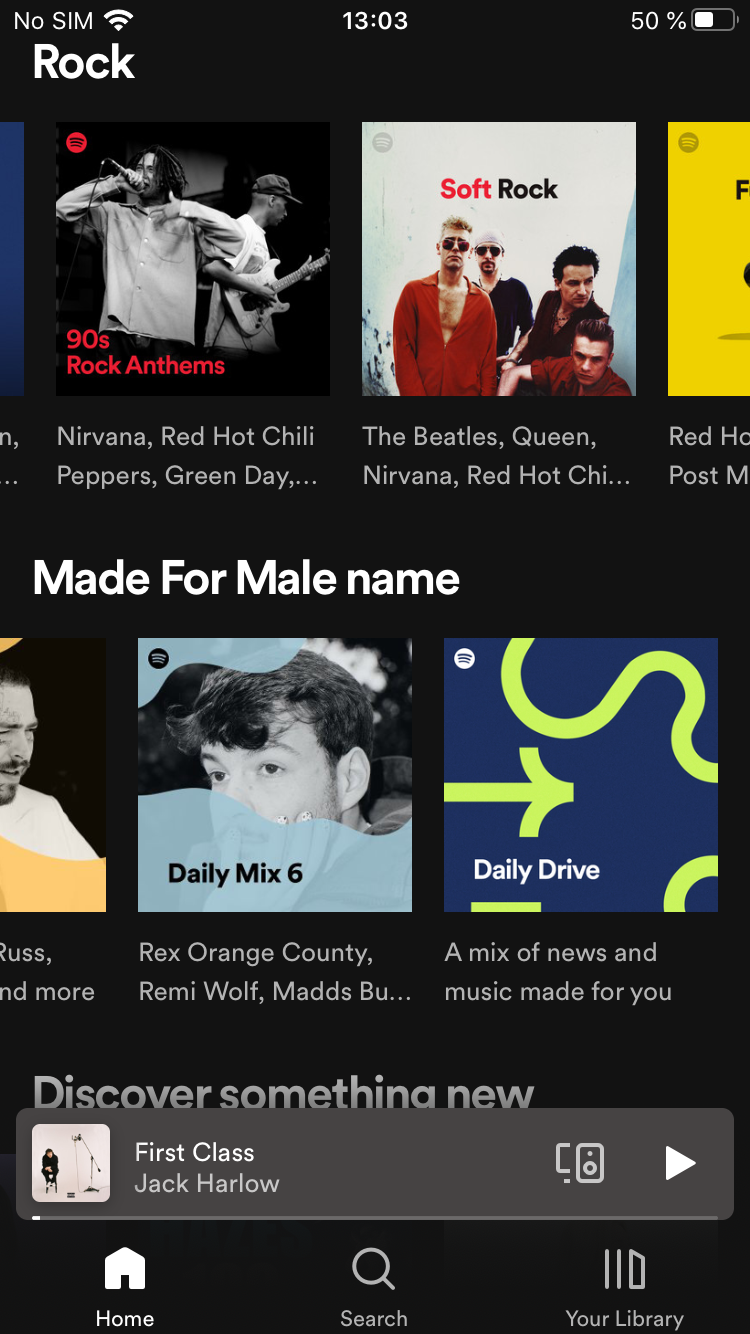 No SIM 13:03 50 %
Rock
90s
Rock Anthems
Soft Rock
n,
...
Nirvana, Red Hot Chili
Peppers, Green Day,...
The Beatles, Queen,
Nirvana, Red Hot Chi...
Red Ho
Post M
Made For Male name
Daily Mix 6
Daily Drive
Russ,
nd more
Rex Orange County,
Remi Wolf, Madds Bu...
A mix of news and
music made for you
Discover something new
First Class
Jack Harlow
Home
Search
Your Library